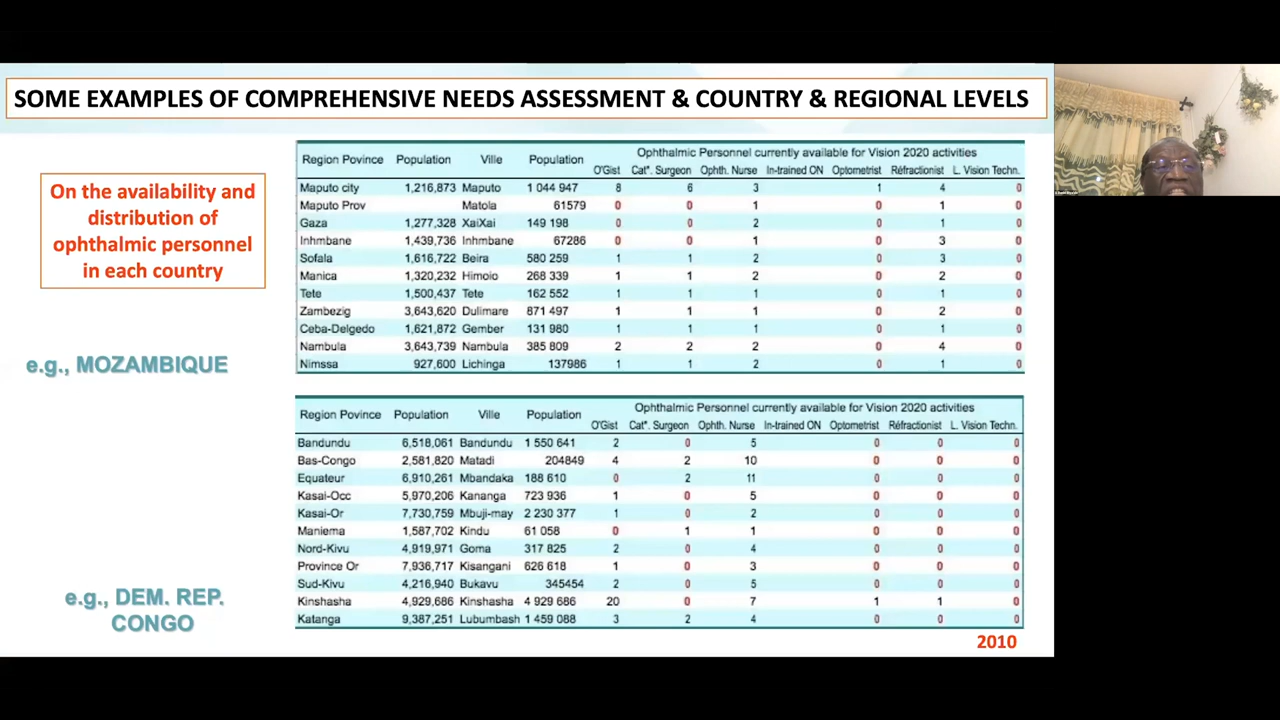 SOME EXAMPLES OF COMPREHENSIVE NEEDS ASSESSMENT & COUNTRY & REGIONAL LEVELS
On the availability and
distribution of
ophthalmic personnel
in each country
e.g., MOZAMBIQUE
Region Povince Population Ville Population Ophthalmic Personnel currently available for Vision 2020 activities
O'Gist Cat". Surgeon Ophth. Nurse In-trained ON Optometrist Réfractionist L. Vision Techn.
Maputo city 1,216,873 Maputo 1 044 947 8 6 3 1 4 0
Maputo Prov Matola 61579 0 0 1 0 1 0
Gaza 1,277,328 XaiXai 149 198 0 0 2 0 1 0
Inhmbane 1,439,736 Inhmbane 67286 0 0 1 0 3 0
Sofala 1,616,722 Beira 580 259 1 1 2 0 3 0
Manica 1,320,232 Himoio 268 339 1 1 2 0 2 0
Tete 1,500,437 Tete 162 552 1 1 1 0 1 0
Zambezig 3,643,620 Dulimare 871 497 1 1 1 0 2 0
Ceba-Delgedo 1,621,872 Gember 131 980 1 1 1 0 1 0
Nambula 3,643,739 Nambula 385 809 2 2 2 0 4 0
Nimssa 927,600 Lichinga 137986 1 1 2 0 1 0
e.g., DEM. REP.
CONGO
Region Povince Population Ville Population Ophthalmic Personnel currently available for Vision 2020 activities
O'Gist Cat". Surgeon Ophth. Nurse In-trained ON Optometrist Réfractionist L. Vision Techn.
Bandundu 6,518,061 Bandundu 1 550 641 2 0 5 0 0 0
Bas-Congo 2,581,820 Matadi 204849 4 2 10 0 0 0
Equateur 6,910,261 Mbandaka 188 610 0 2 11 0 0 0
Kasai-Occ 5,970,206 Kananga 723 936 1 0 5 0 0 0
Kasai-Or 7,730,759 Mbuji-may 2 230 377 1 0 2 0 0 0
Maniema 1,587,702 Kindu 61 058 0 1 1 0 0 0
Nord-Kivu 4,919,971 Goma 317 825 2 0 4 0 0 0
Province Or 7,936,717 Kisangani 626 618 1 0 3 0 0 0
Sud-Kivu 4,216,940 Bukavu 345454 2 0 5 0 0 0
Kinshasha 4,929,686 Kinshasha 4 929 686 20 0 7 1 1 0
Katanga 9,387,251 Lubumbash 1 459 088 3 2 4 0 0 0
2010